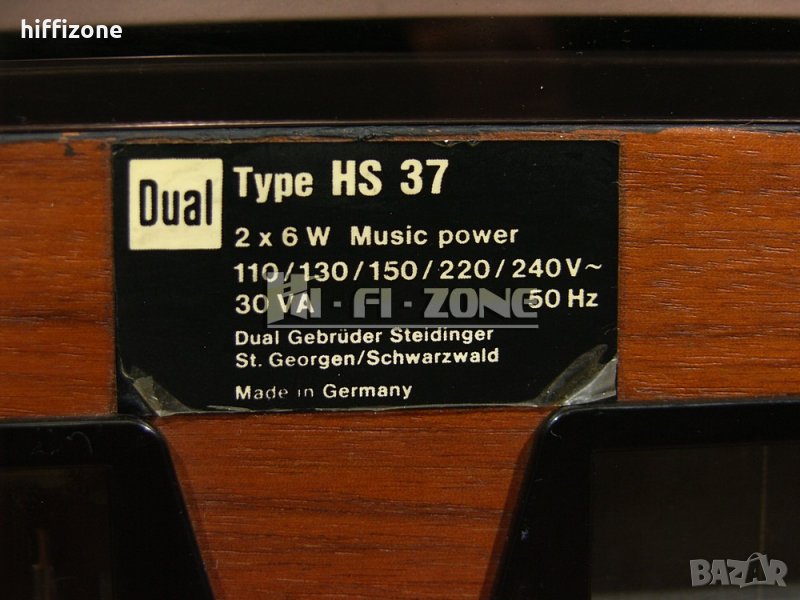 hiffizone
Dual
Type HS 37
2 x 6 W Music power
110/130/150/220/240V~
30 VA 50 Hz
HI-FI-ZONE
Dual Gebrüder Steidinger
St. Georgen/Schwarzwald
Made in Germany
BAZAR